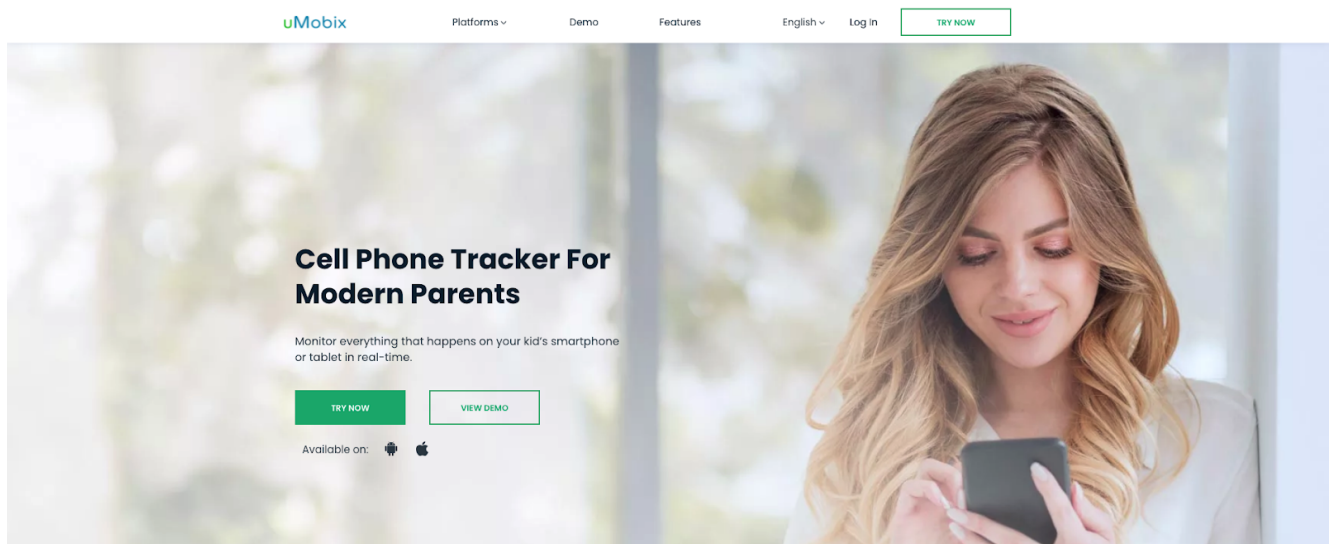 uMobix
Platforms
Demo
Features
English
Log In
TRY NOW
Cell Phone Tracker For
Modern Parents
Monitor everything that happens on your kid's smartphone
or tablet in real-time.
TRY NOW
VIEW DEMO
Available on: